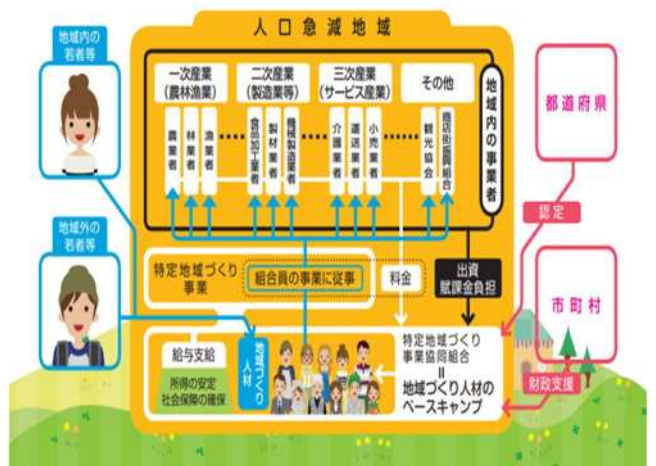 人口急減地域
地域内の
若者等
一次産業
(農林漁業)
二次産業
(製造業等)
三次産業
(サービス産業)
その他
農業者
林業者
漁業者
食品加工業者
製材業者
機械製造業者
介護業者
運送業者
小売業者
観光協会
商店街振興組合
地域内の事業者
都道府県
認定
地域外の
若者等
特定地域づくり
事業
組合員の事業に従事
料金
出資
賦課金負担
市町村
給与支給
所得の安定
社会保障の確保
地域づくり
人材
特定地域づくり
事業協同組合
=
地域づくり人材の
ベースキャンプ
財政支援